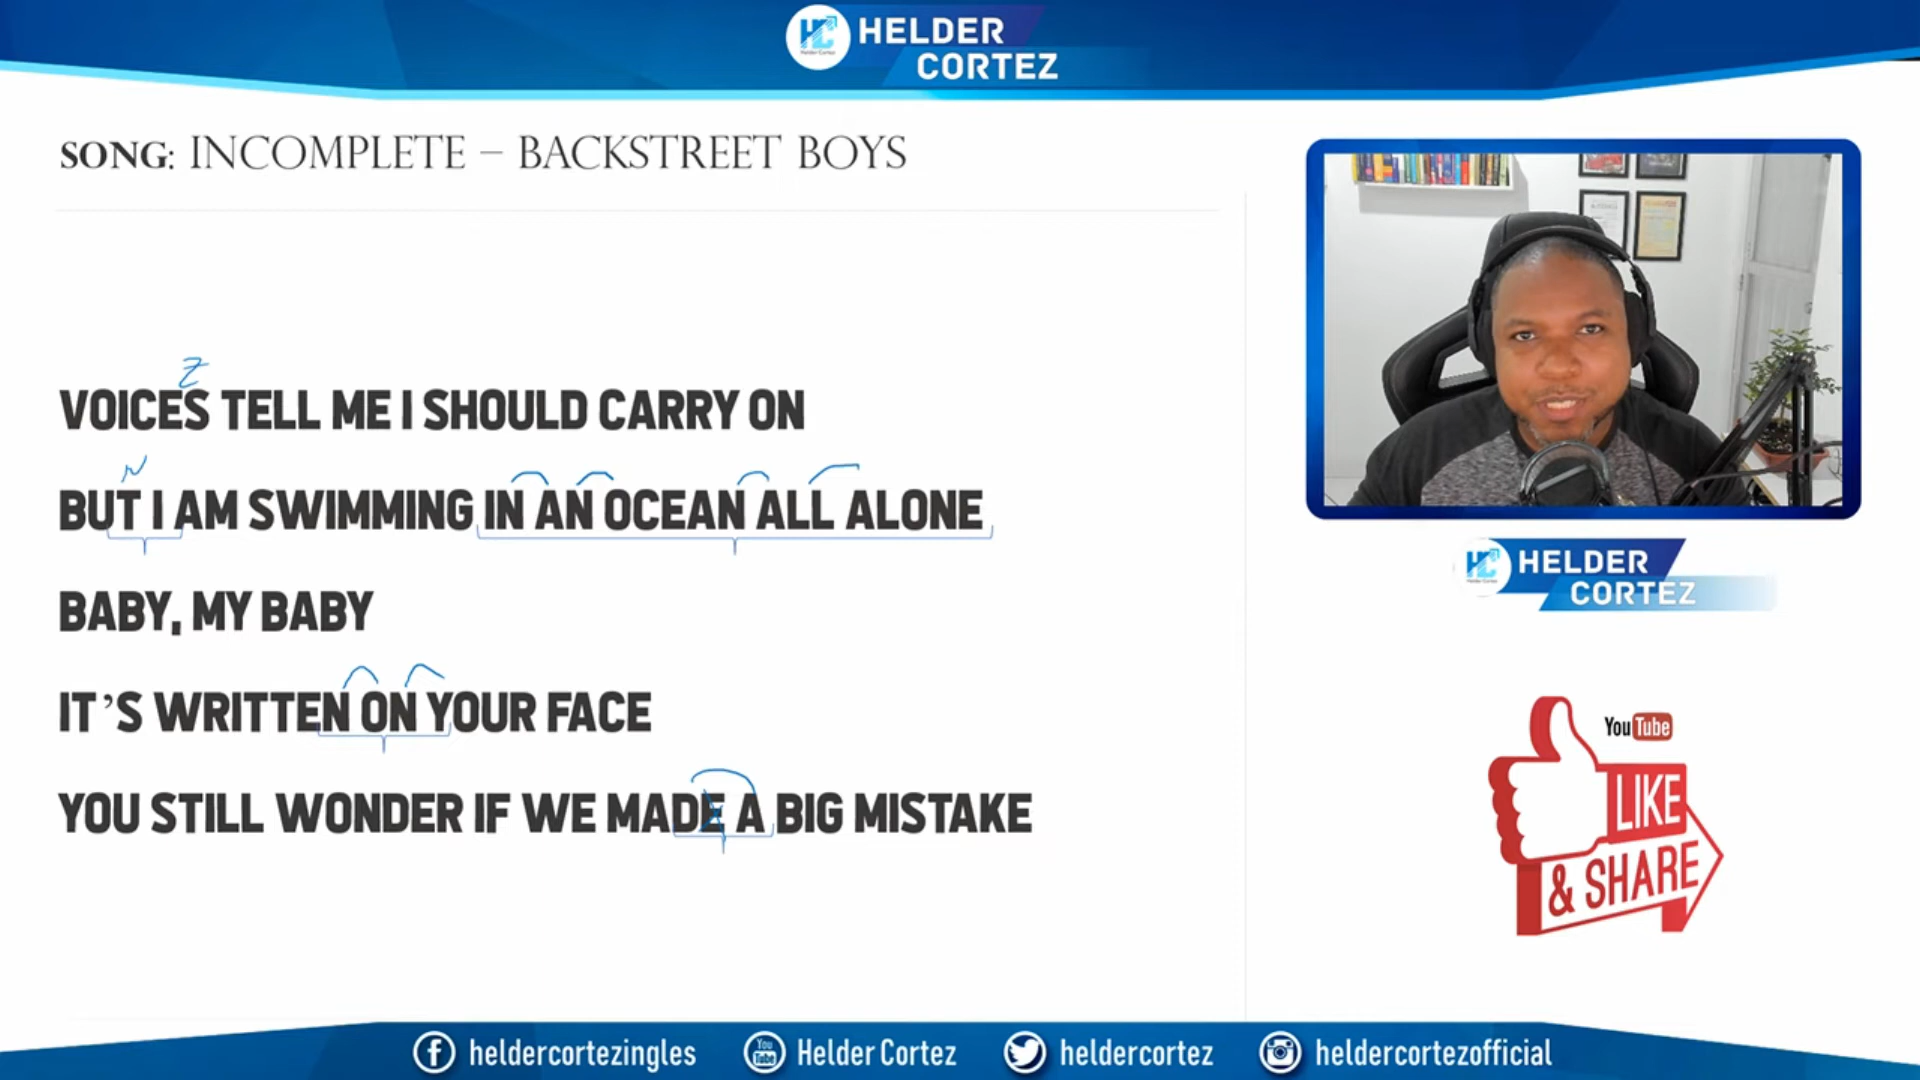 HELDER
CORTEZ
SONG: INCOMPLETE – BACKSTREET BOYS
Z
VOICES TELL ME I SHOULD CARRY ON
BUT I AM SWIMMING IN AN OCEAN ALL ALONE
BABY, MY BABY
IT'S WRITTEN ON YOUR FACE
YOU STILL WONDER IF WE MADE A BIG MISTAKE
HELDER
CORTEZ
YouTube
LIKE
& SHARE
heldercortezingles
Helder Cortez
heldercortez
heldercortezofficial